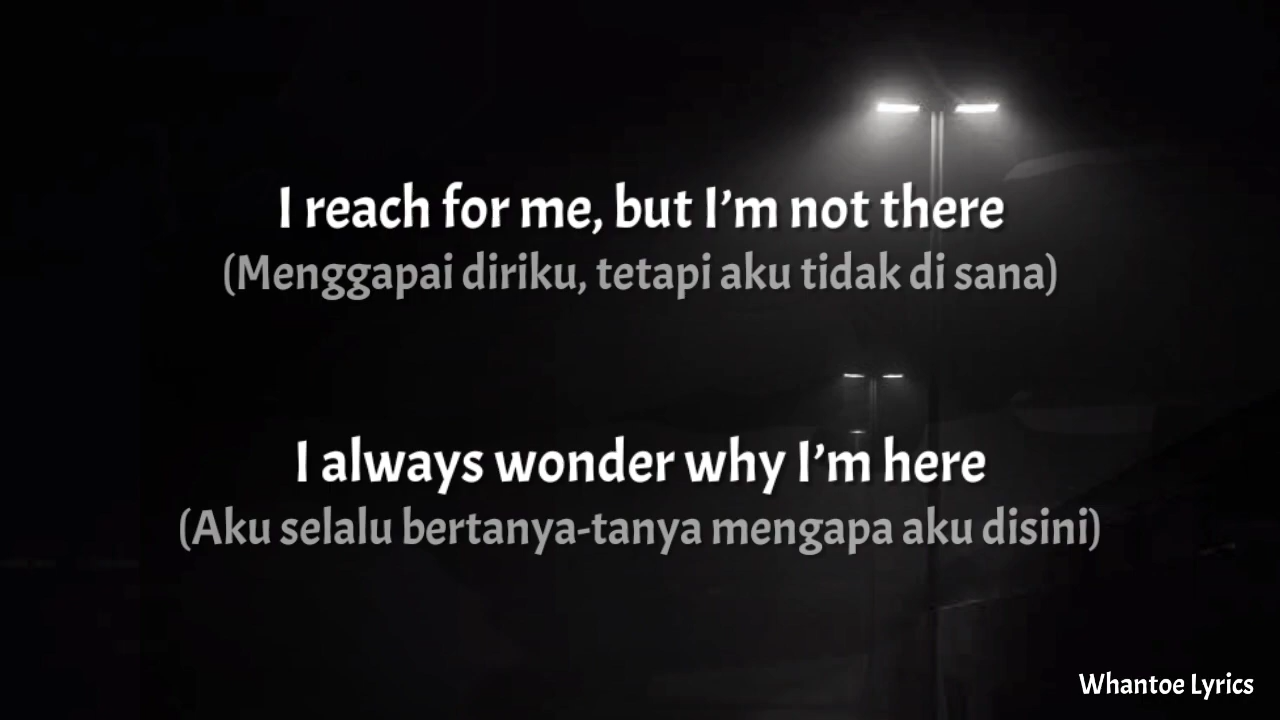 I reach for me, but I’m not there
(Menggapai diriku, tetapi aku tidak di sana)
I always wonder why I’m here
(Aku selalu bertanya-tanya mengapa aku disini)
Whantoe Lyrics